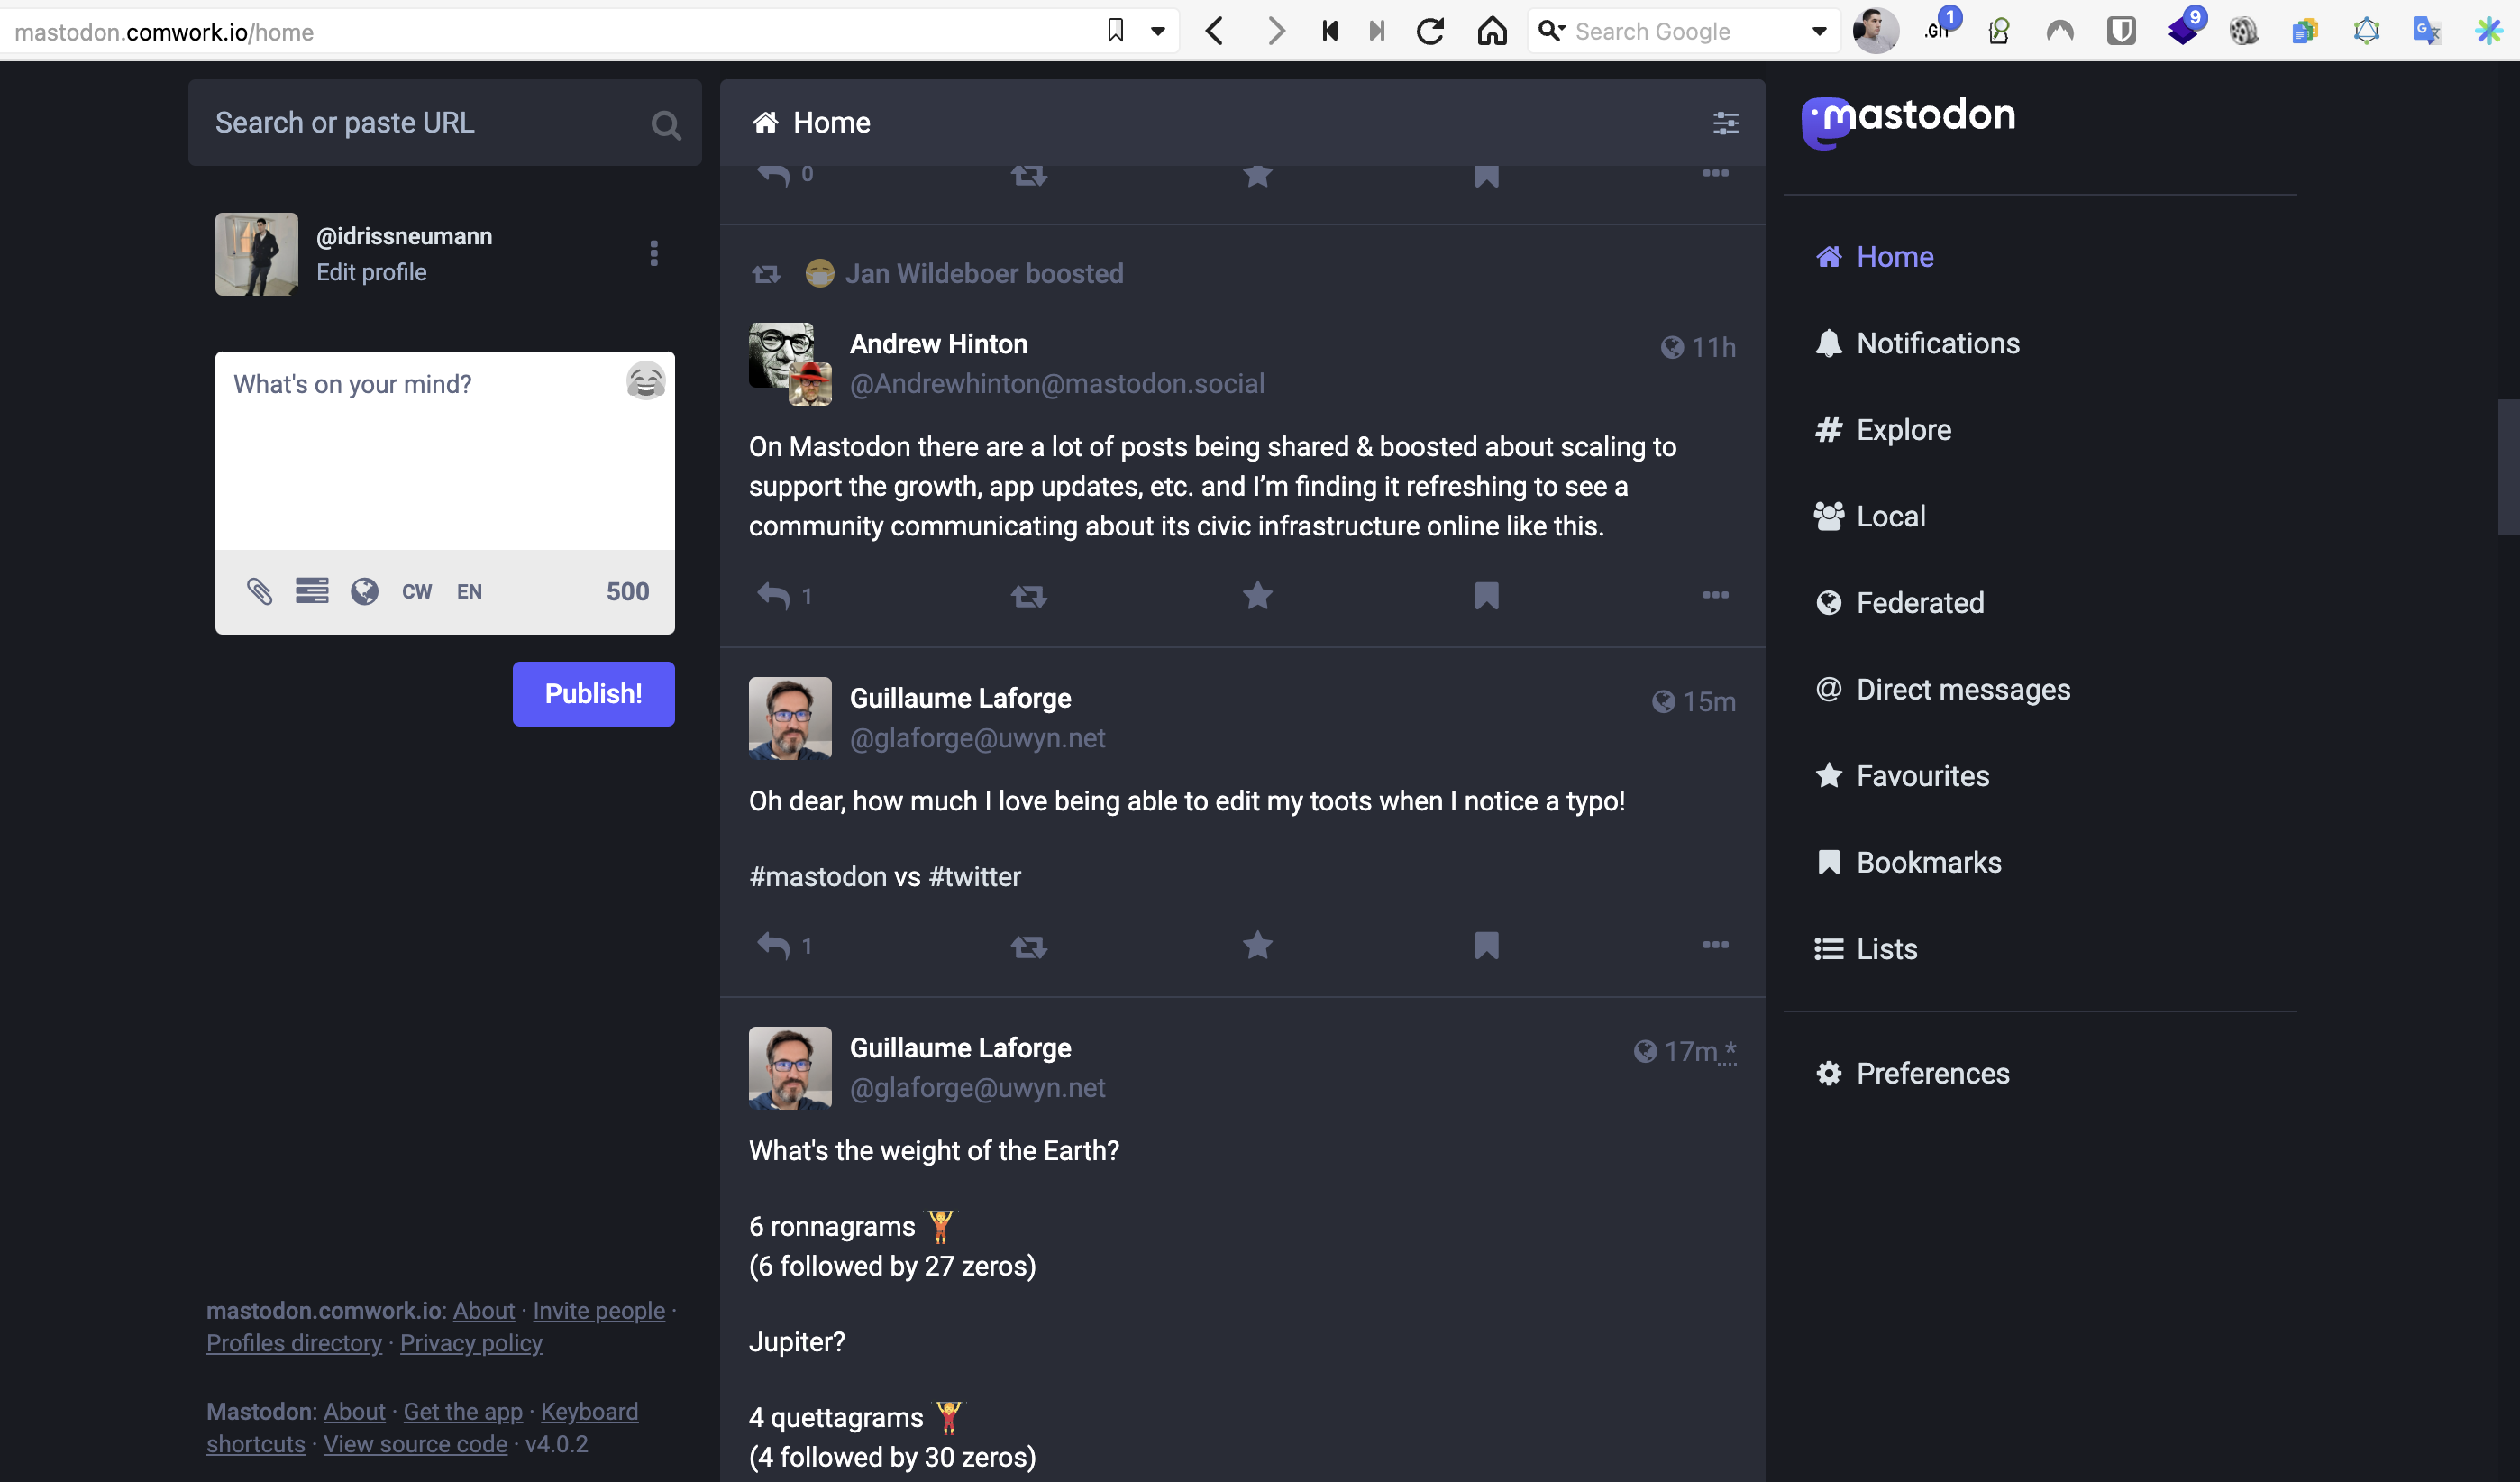 mastodon.comwork.io/home
Search Google
.GIT
1
9
Search or paste URL
@idrissneumann
Edit profile
What's on your mind?
CW EN 500
Publish!
mastodon.comwork.io: About · Invite people ·
Profiles directory · Privacy policy
Mastodon: About · Get the app · Keyboard
shortcuts · View source code · v4.0.2
Home
0
Jan Wildeboer boosted
Andrew Hinton
11h
@Andrewhinton@mastodon.social
On Mastodon there are a lot of posts being shared & boosted about scaling to
support the growth, app updates, etc. and I’m finding it refreshing to see a
community communicating about its civic infrastructure online like this.
1
Guillaume Laforge
15m
@glaforge@uwyn.net
Oh dear, how much I love being able to edit my toots when I notice a typo!
#mastodon vs #twitter
1
Guillaume Laforge
17m *
@glaforge@uwyn.net
What's the weight of the Earth?
6 ronnagrams 🏋
(6 followed by 27 zeros)
Jupiter?
4 quettagrams 🏋
(4 followed by 30 zeros)
mastodon
Home
Notifications
# Explore
Local
Federated
@ Direct messages
Favourites
Bookmarks
Lists
Preferences